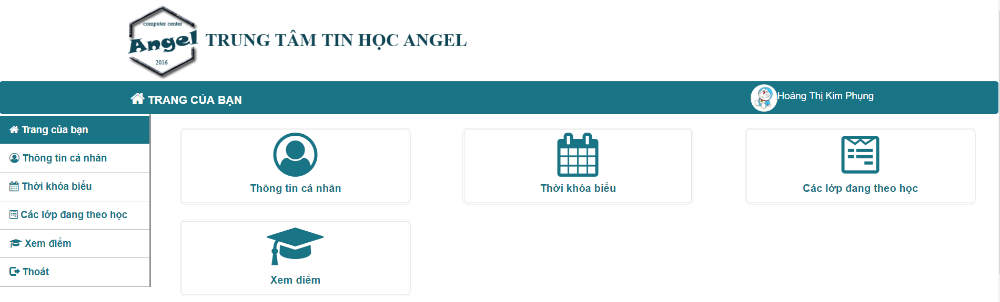 computer center
Angel
2016
TRUNG TÂM TIN HỌC ANGEL
TRANG CỦA BẠN
Hoàng Thị Kim Phụng
Trang của bạn
Thông tin cá nhân
Thời khóa biểu
Các lớp đang theo học
Xem điểm
Thoát
Thông tin cá nhân
Thời khóa biểu
Các lớp đang theo học
Xem điểm